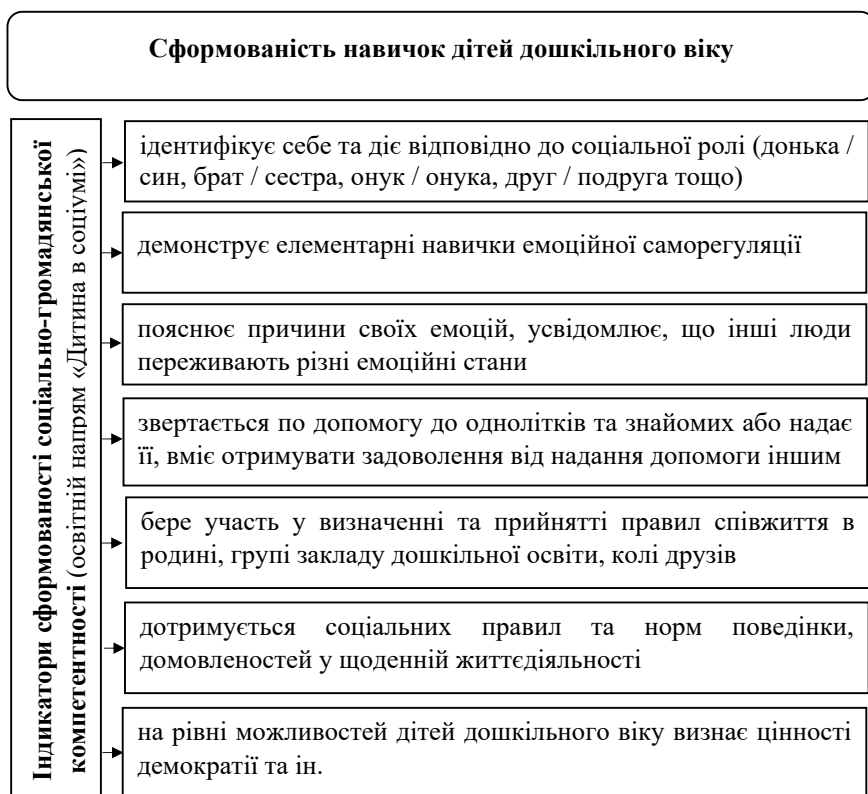 Сформованість навичок дітей дошкільного віку
Індикатори сформованості соціально-громадянської
компетентності (освітній напрям «Дитина в соціумі»)
ідентифікує себе та діє відповідно до соціальної ролі (донька /
син, брат / сестра, онук / онука, друг / подруга тощо)
демонструє елементарні навички емоційної саморегуляції
пояснює причини своїх емоцій, усвідомлює, що інші люди
переживають різні емоційні стани
звертається по допомогу до однолітків та знайомих або надає
її, вміє отримувати задоволення від надання допомоги іншим
бере участь у визначенні та прийнятті правил співжиття в
родині, групі закладу дошкільної освіти, колі друзів
дотримується соціальних правил та норм поведінки,
домовленостей у щоденній життєдіяльності
на рівні можливостей дітей дошкільного віку визнає цінності
демократії та ін.